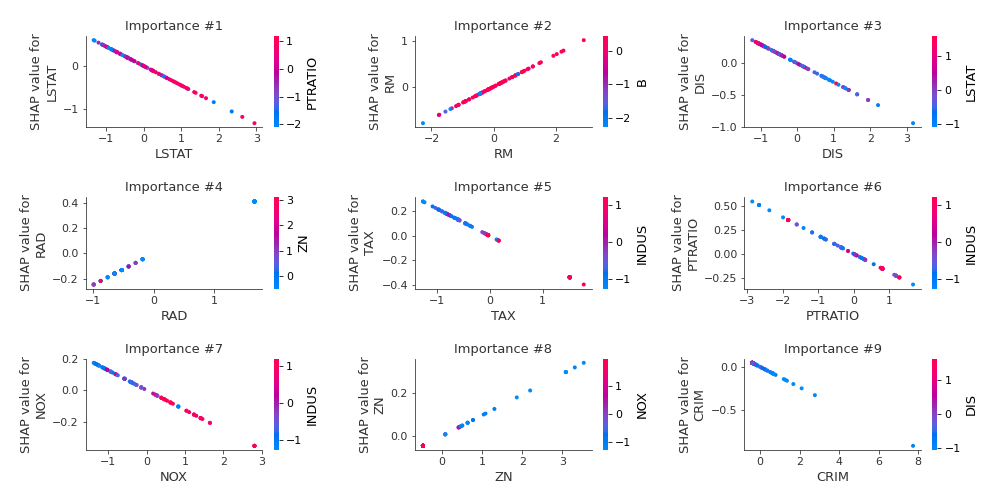 Importance #1
SHAP value for
LSTAT
0
−1
−1
0
1
2
3
LSTAT
1
0
−1
−2
PTRATIO
Importance #2
SHAP value for
RM
1
0
−2
0
2
RM
0
−1
−2
B
Importance #3
SHAP value for
DIS
0.0
−0.5
−1.0
−1
0
1
2
3
DIS
1
0
−1
LSTAT
Importance #4
SHAP value for
RAD
0.4
0.2
0.0
−0.2
−1
0
1
RAD
3
2
1
0
ZN
Importance #5
SHAP value for
TAX
0.2
0.0
−0.2
−0.4
−1
0
1
TAX
1
0
−1
INDUS
Importance #6
SHAP value for
PTRATIO
0.50
0.25
0.00
−0.25
−3
−2
−1
0
1
PTRATIO
1
0
−1
INDUS
Importance #7
SHAP value for
NOX
0.2
0.0
−0.2
−1
0
1
2
3
NOX
1
0
−1
INDUS
Importance #8
SHAP value for
ZN
0.2
0.0
0
1
2
3
ZN
1
0
−1
NOX
Importance #9
SHAP value for
CRIM
0.0
−0.5
0
2
4
6
8
CRIM
1
0
−1
DIS